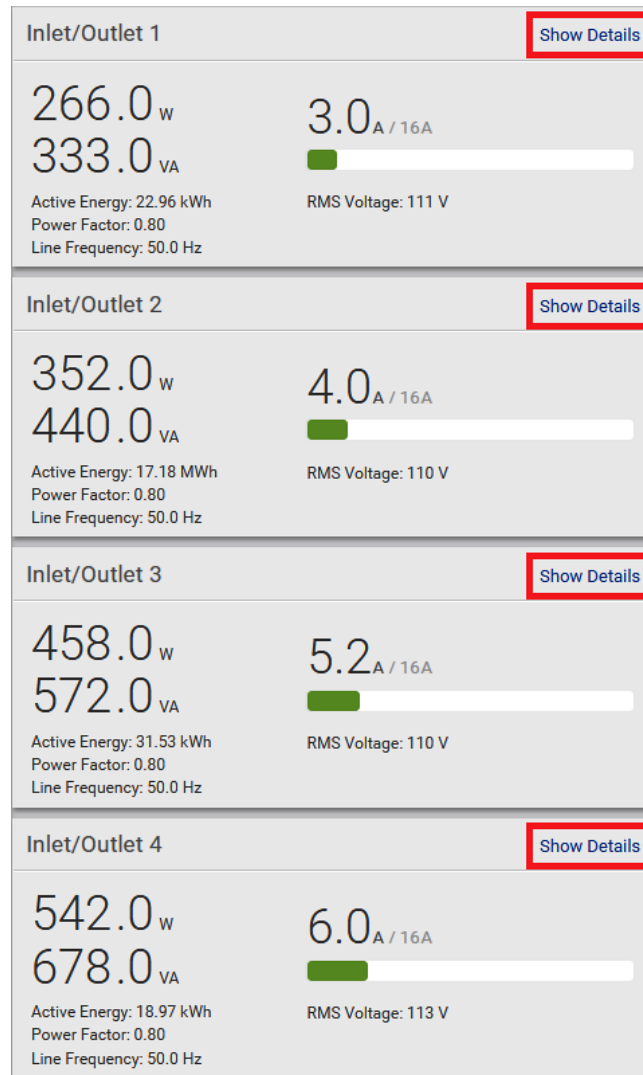 Inlet/Outlet 1 Show Details
266.0 W
333.0 VA
3.0 A / 16A
Active Energy: 22.96 kWh
Power Factor: 0.80
Line Frequency: 50.0 Hz
RMS Voltage: 111 V
Inlet/Outlet 2 Show Details
352.0 W
440.0 VA
4.0 A / 16A
Active Energy: 17.18 MWh
Power Factor: 0.80
Line Frequency: 50.0 Hz
RMS Voltage: 110 V
Inlet/Outlet 3 Show Details
458.0 W
572.0 VA
5.2 A / 16A
Active Energy: 31.53 kWh
Power Factor: 0.80
Line Frequency: 50.0 Hz
RMS Voltage: 110 V
Inlet/Outlet 4 Show Details
542.0 W
678.0 VA
6.0 A / 16A
Active Energy: 18.97 kWh
Power Factor: 0.80
Line Frequency: 50.0 Hz
RMS Voltage: 113 V